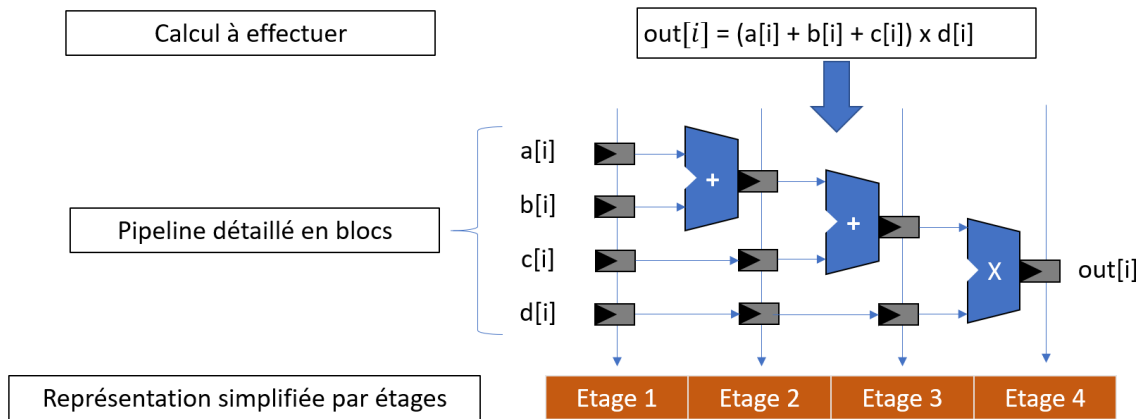 Calcul à effectuer
out[i] = (a[i] + b[i] + c[i]) x d[i]
a[i]
+
b[i]
Pipeline détaillé en blocs
+
c[i]
X
out[i]
d[i]
Représentation simplifiée par étages
Etage 1
Etage 2
Etage 3
Etage 4